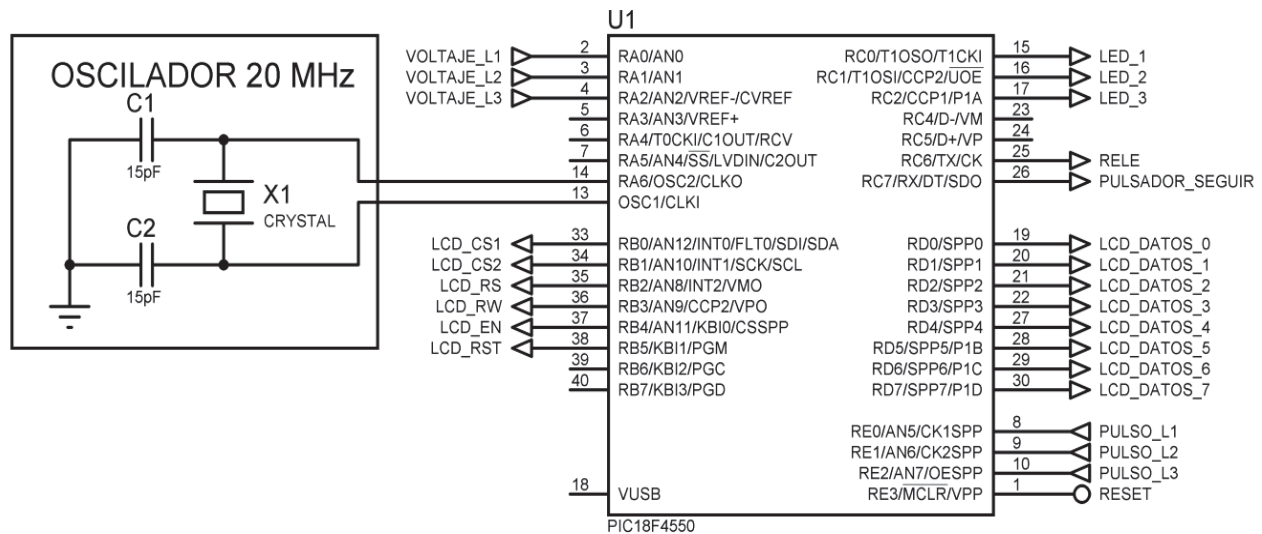 U1
OSCILADOR 20 MHz
C1
15pF
X1
CRYSTAL
C2
15pF
VOLTAJE_L1 2 RA0/AN0
VOLTAJE_L2 3 RA1/AN1
VOLTAJE_L3 4 RA2/AN2/VREF-/CVREF
5 RA3/AN3/VREF+
6 RA4/T0CKI/C1OUT/RCV
7 RA5/AN4/SS/LVDIN/C2OUT
14 RA6/OSC2/CLKO
13 OSC1/CLKI
LCD_CS1 33 RB0/AN12/INT0/FLT0/SDI/SDA
LCD_CS2 34 RB1/AN10/INT1/SCK/SCL
LCD_RS 35 RB2/AN8/INT2/VMO
LCD_RW 36 RB3/AN9/CCP2/VPO
LCD_EN 37 RB4/AN11/KBI0/CSSPP
LCD_RST 38 RB5/KBI1/PGM
39 RB6/KBI2/PGC
40 RB7/KBI3/PGD
18 VUSB
RC0/T1OSO/T1CKI 15 LED_1
RC1/T1OSI/CCP2/UOE 16 LED_2
RC2/CCP1/P1A 17 LED_3
RC4/D-/VM 23
RC5/D+/VP 24
RC6/TX/CK 25 RELE
RC7/RX/DT/SDO 26 PULSADOR_SEGUIR
RD0/SPP0 19 LCD_DATOS_0
RD1/SPP1 20 LCD_DATOS_1
RD2/SPP2 21 LCD_DATOS_2
RD3/SPP3 22 LCD_DATOS_3
RD4/SPP4 27 LCD_DATOS_4
RD5/SPP5/P1B 28 LCD_DATOS_5
RD6/SPP6/P1C 29 LCD_DATOS_6
RD7/SPP7/P1D 30 LCD_DATOS_7
RE0/AN5/CK1SPP 8 PULSO_L1
RE1/AN6/CK2SPP 9 PULSO_L2
RE2/AN7/OESPP 10 PULSO_L3
RE3/MCLR/VPP 1 RESET
PIC18F4550